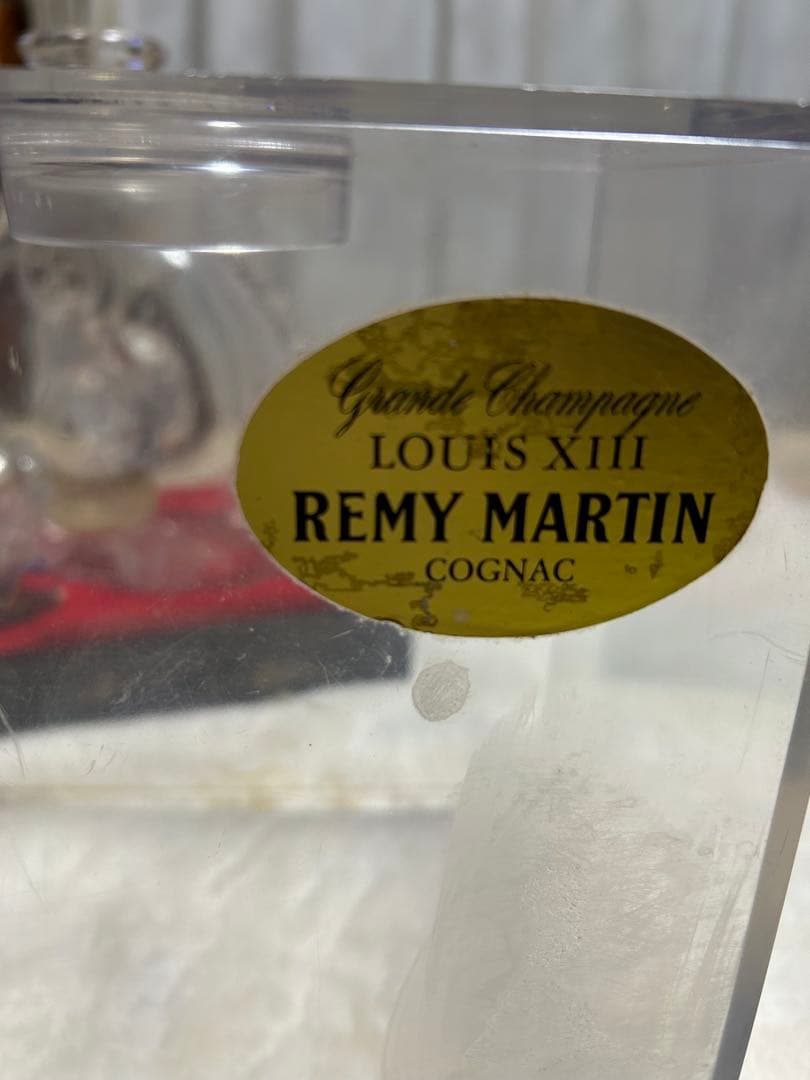 Grande Champagne
LOUIS XIII
REMY MARTIN
COGNAC